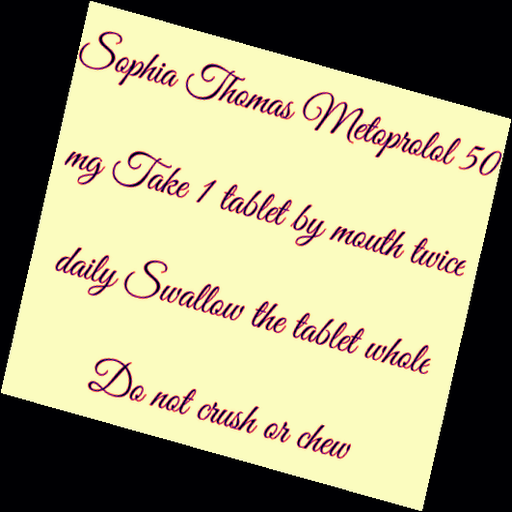 Sophia Thomas Metoprolol 50
mg Take 1 tablet by mouth twice
daily Swallow the tablet whole
Do not crush or chew